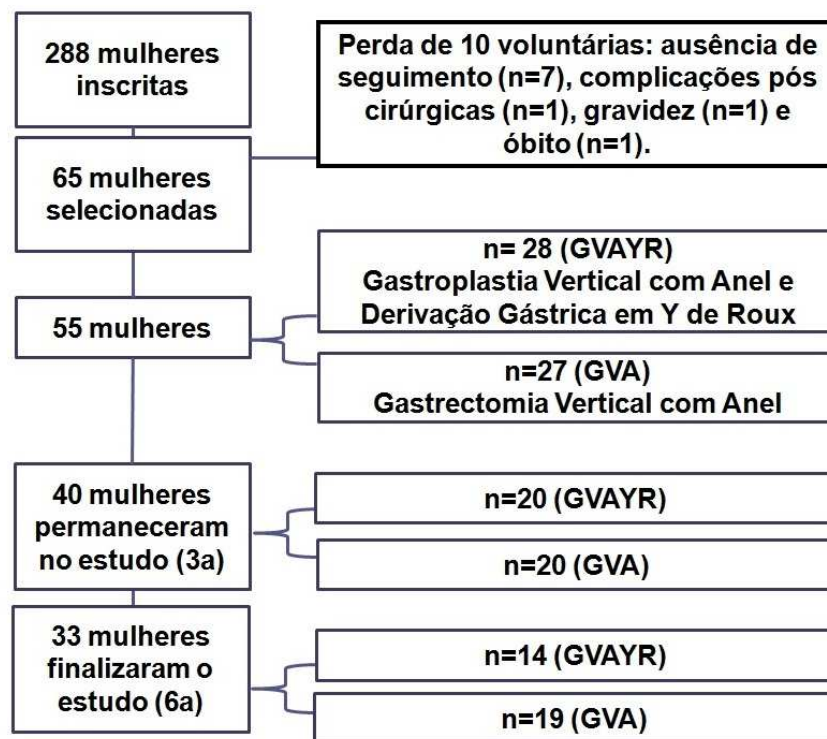 288 mulheres
inscritas
Perda de 10 voluntárias: ausência de
seguimento (n=7), complicações pós
cirúrgicas (n=1), gravidez (n=1) e
óbito (n=1).
65 mulheres
selecionadas
n= 28 (GVAYR)
Gastroplastia Vertical com Anel e
Derivação Gástrica em Y de Roux
55 mulheres
n=27 (GVA)
Gastrectomia Vertical com Anel
40 mulheres
permaneceram
no estudo (3a)
n=20 (GVAYR)
n=20 (GVA)
33 mulheres
finalizaram o
estudo (6a)
n=14 (GVAYR)
n=19 (GVA)